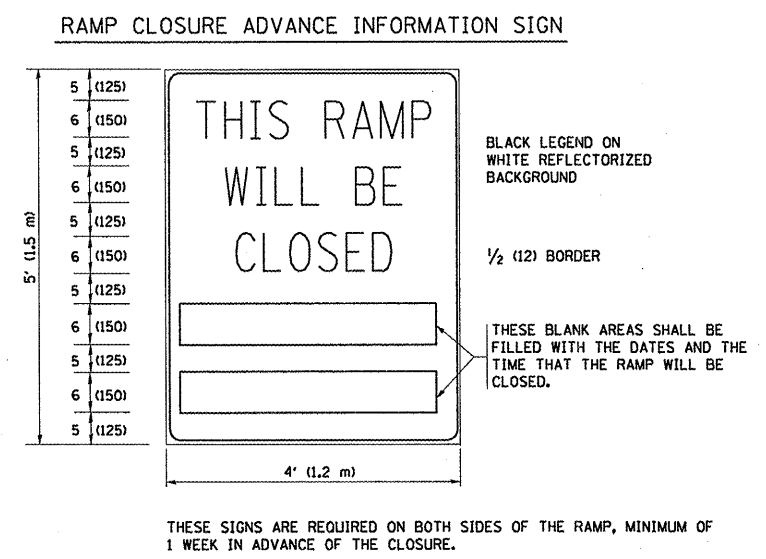 RAMP CLOSURE ADVANCE INFORMATION SIGN
5 (125)
6 (150)
5 (125)
6 (150)
5 (125)
6 (150)
5 (125)
6 (150)
5 (125)
6 (150)
5 (125)
5' (1.5 m)
THIS RAMP
WILL BE
CLOSED
BLACK LEGEND ON
WHITE REFLECTORIZED
BACKGROUND
1/2 (12) BORDER
THESE BLANK AREAS SHALL BE
FILLED WITH THE DATES AND THE
TIME THAT THE RAMP WILL BE
CLOSED.
4' (1.2 m)
THESE SIGNS ARE REQUIRED ON BOTH SIDES OF THE RAMP, MINIMUM OF
1 WEEK IN ADVANCE OF THE CLOSURE.